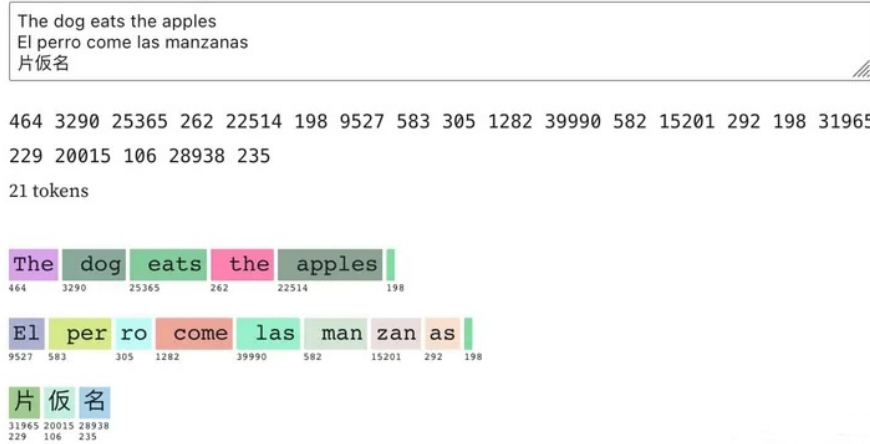 The dog eats the apples
El perro come las manzanas
片仮名
464 3290 25365 262 22514 198 9527 583 305 1282 39990 582 15201 292 198 31965
229 20015 106 28938 235
21 tokens
The dog eats the apples
464 3290 25365 262 22514 198
El per ro come las man zan as
9527 583 305 1282 39990 582 15201 292 198
片 仮 名
31965 20015 28938
229 106 235